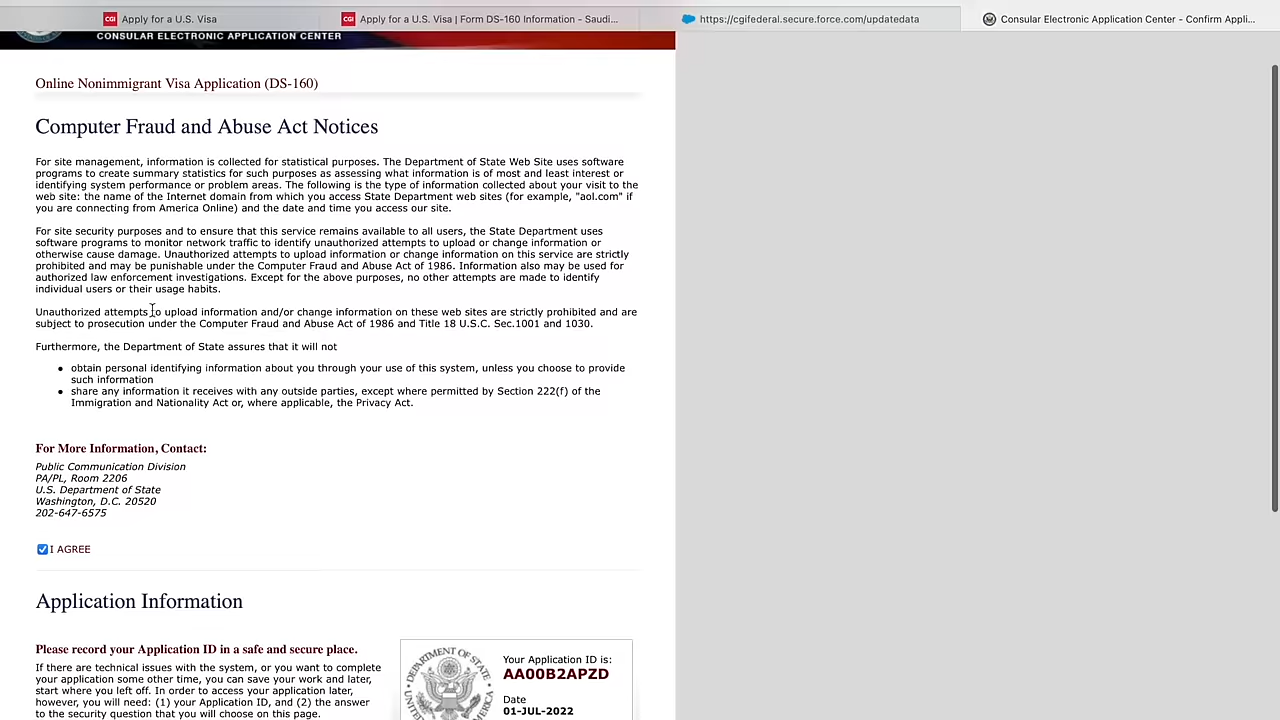 Apply for a U.S. Visa
Apply for a U.S. Visa | Form DS-160 Information - Saudi...
https://cgifederal.secure.force.com/updatedata
Consular Electronic Application Center - Confirm Appli...
CONSULAR ELECTRONIC APPLICATION CENTER
Online Nonimmigrant Visa Application (DS-160)
Computer Fraud and Abuse Act Notices
For site management, information is collected for statistical purposes. The Department of State Web Site uses software
programs to create summary statistics for such purposes as assessing what information is of most and least interest or
identifying system performance or problem areas. The following is the type of information collected about your visit to the
web site: the name of the Internet domain from which you access State Department web sites (for example, "aol.com" if
you are connecting from America Online) and the date and time you access our site.
For site security purposes and to ensure that this service remains available to all users, the State Department uses
software programs to monitor network traffic to identify unauthorized attempts to upload or change information or
otherwise cause damage. Unauthorized attempts to upload information or change information on this service are strictly
prohibited and may be punishable under the Computer Fraud and Abuse Act of 1986. Information also may be used for
authorized law enforcement investigations. Except for the above purposes, no other attempts are made to identify
individual users or their usage habits.
Unauthorized attempts to upload information and/or change information on these web sites are strictly prohibited and are
subject to prosecution under the Computer Fraud and Abuse Act of 1986 and Title 18 U.S.C. Sec.1001 and 1030.
Furthermore, the Department of State assures that it will not
• obtain personal identifying information about you through your use of this system, unless you choose to provide
such information
• share any information it receives with any outside parties, except where permitted by Section 222(f) of the
Immigration and Nationality Act or, where applicable, the Privacy Act.
For More Information, Contact:
Public Communication Division
PA/PL, Room 2206
U.S. Department of State
Washington, D.C. 20520
202-647-6575
I AGREE
Application Information
Please record your Application ID in a safe and secure place.
If there are technical issues with the system, or you want to complete
your application some other time, you can save your work and later,
start where you left off. In order to access your application later,
however, you will need: (1) your Application ID, and (2) the answer
to the security question that you will choose on this page.
Your Application ID is:
AA00B2APZD
Date
01-JUL-2022